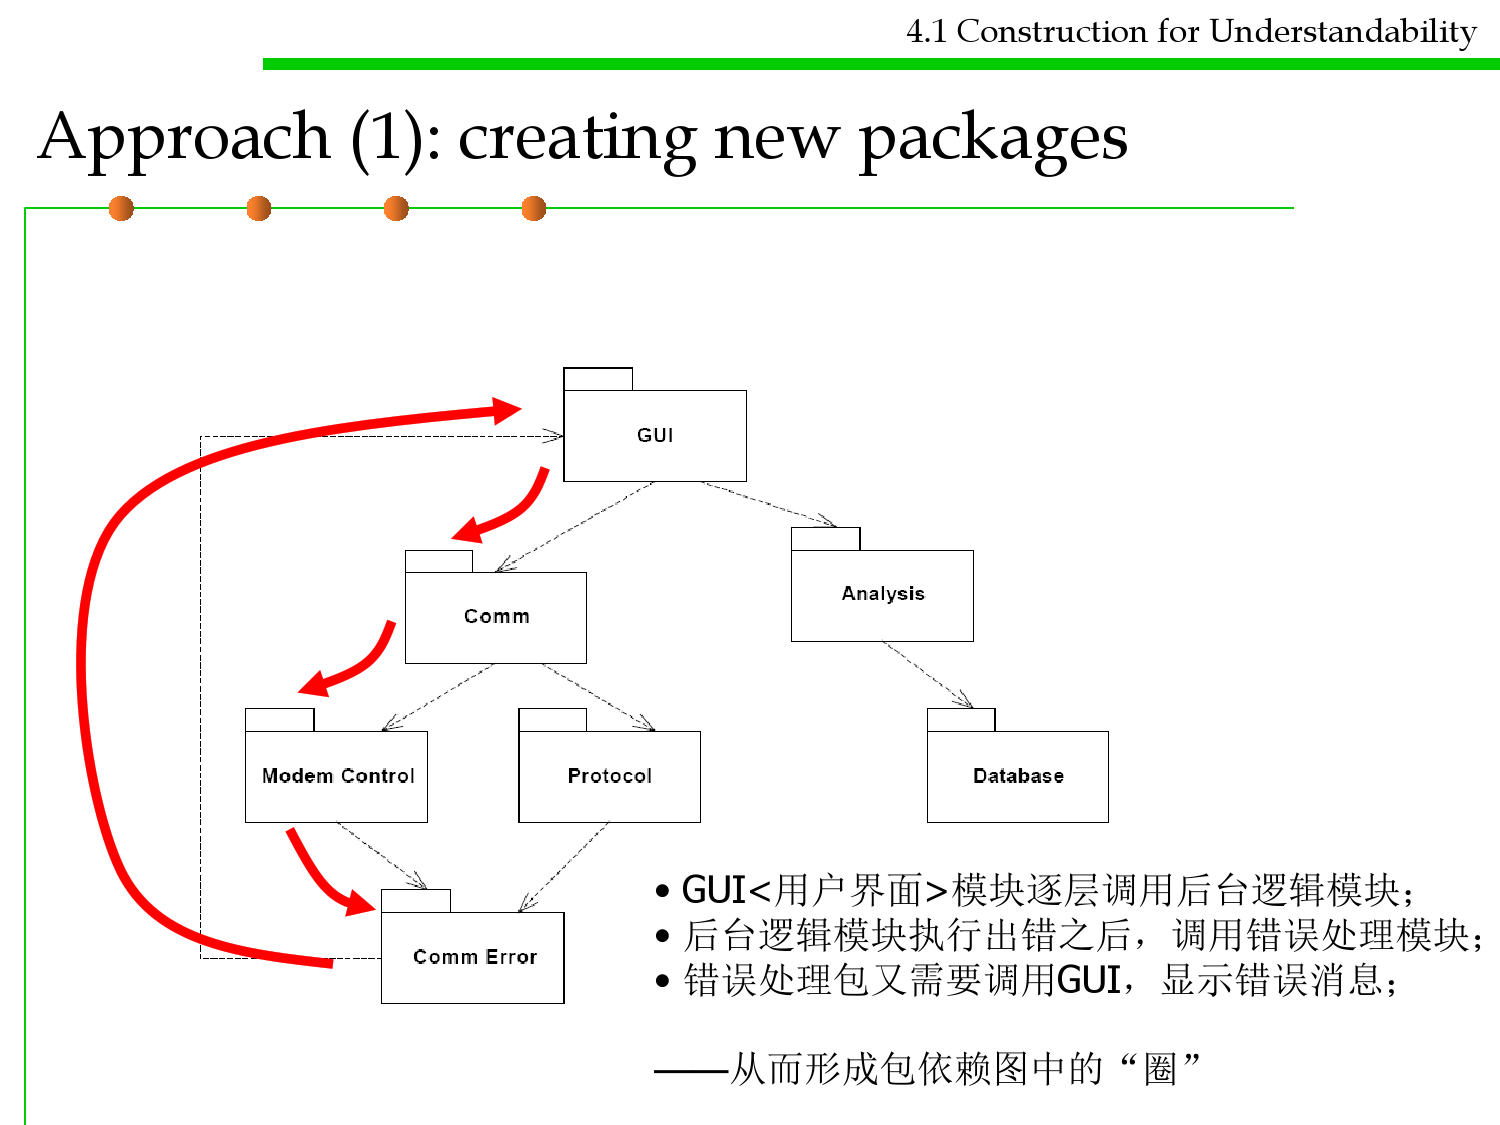 4.1 Construction for Understandability
Approach (1): creating new packages
GUI
Comm
Analysis
Modem Control
Protocol
Database
Comm Error
• GUI<用户界面>模块逐层调用后台逻辑模块；
• 后台逻辑模块执行出错之后，调用错误处理模块；
• 错误处理包又需要调用GUI，显示错误消息；
——从而形成包依赖图中的“圈”